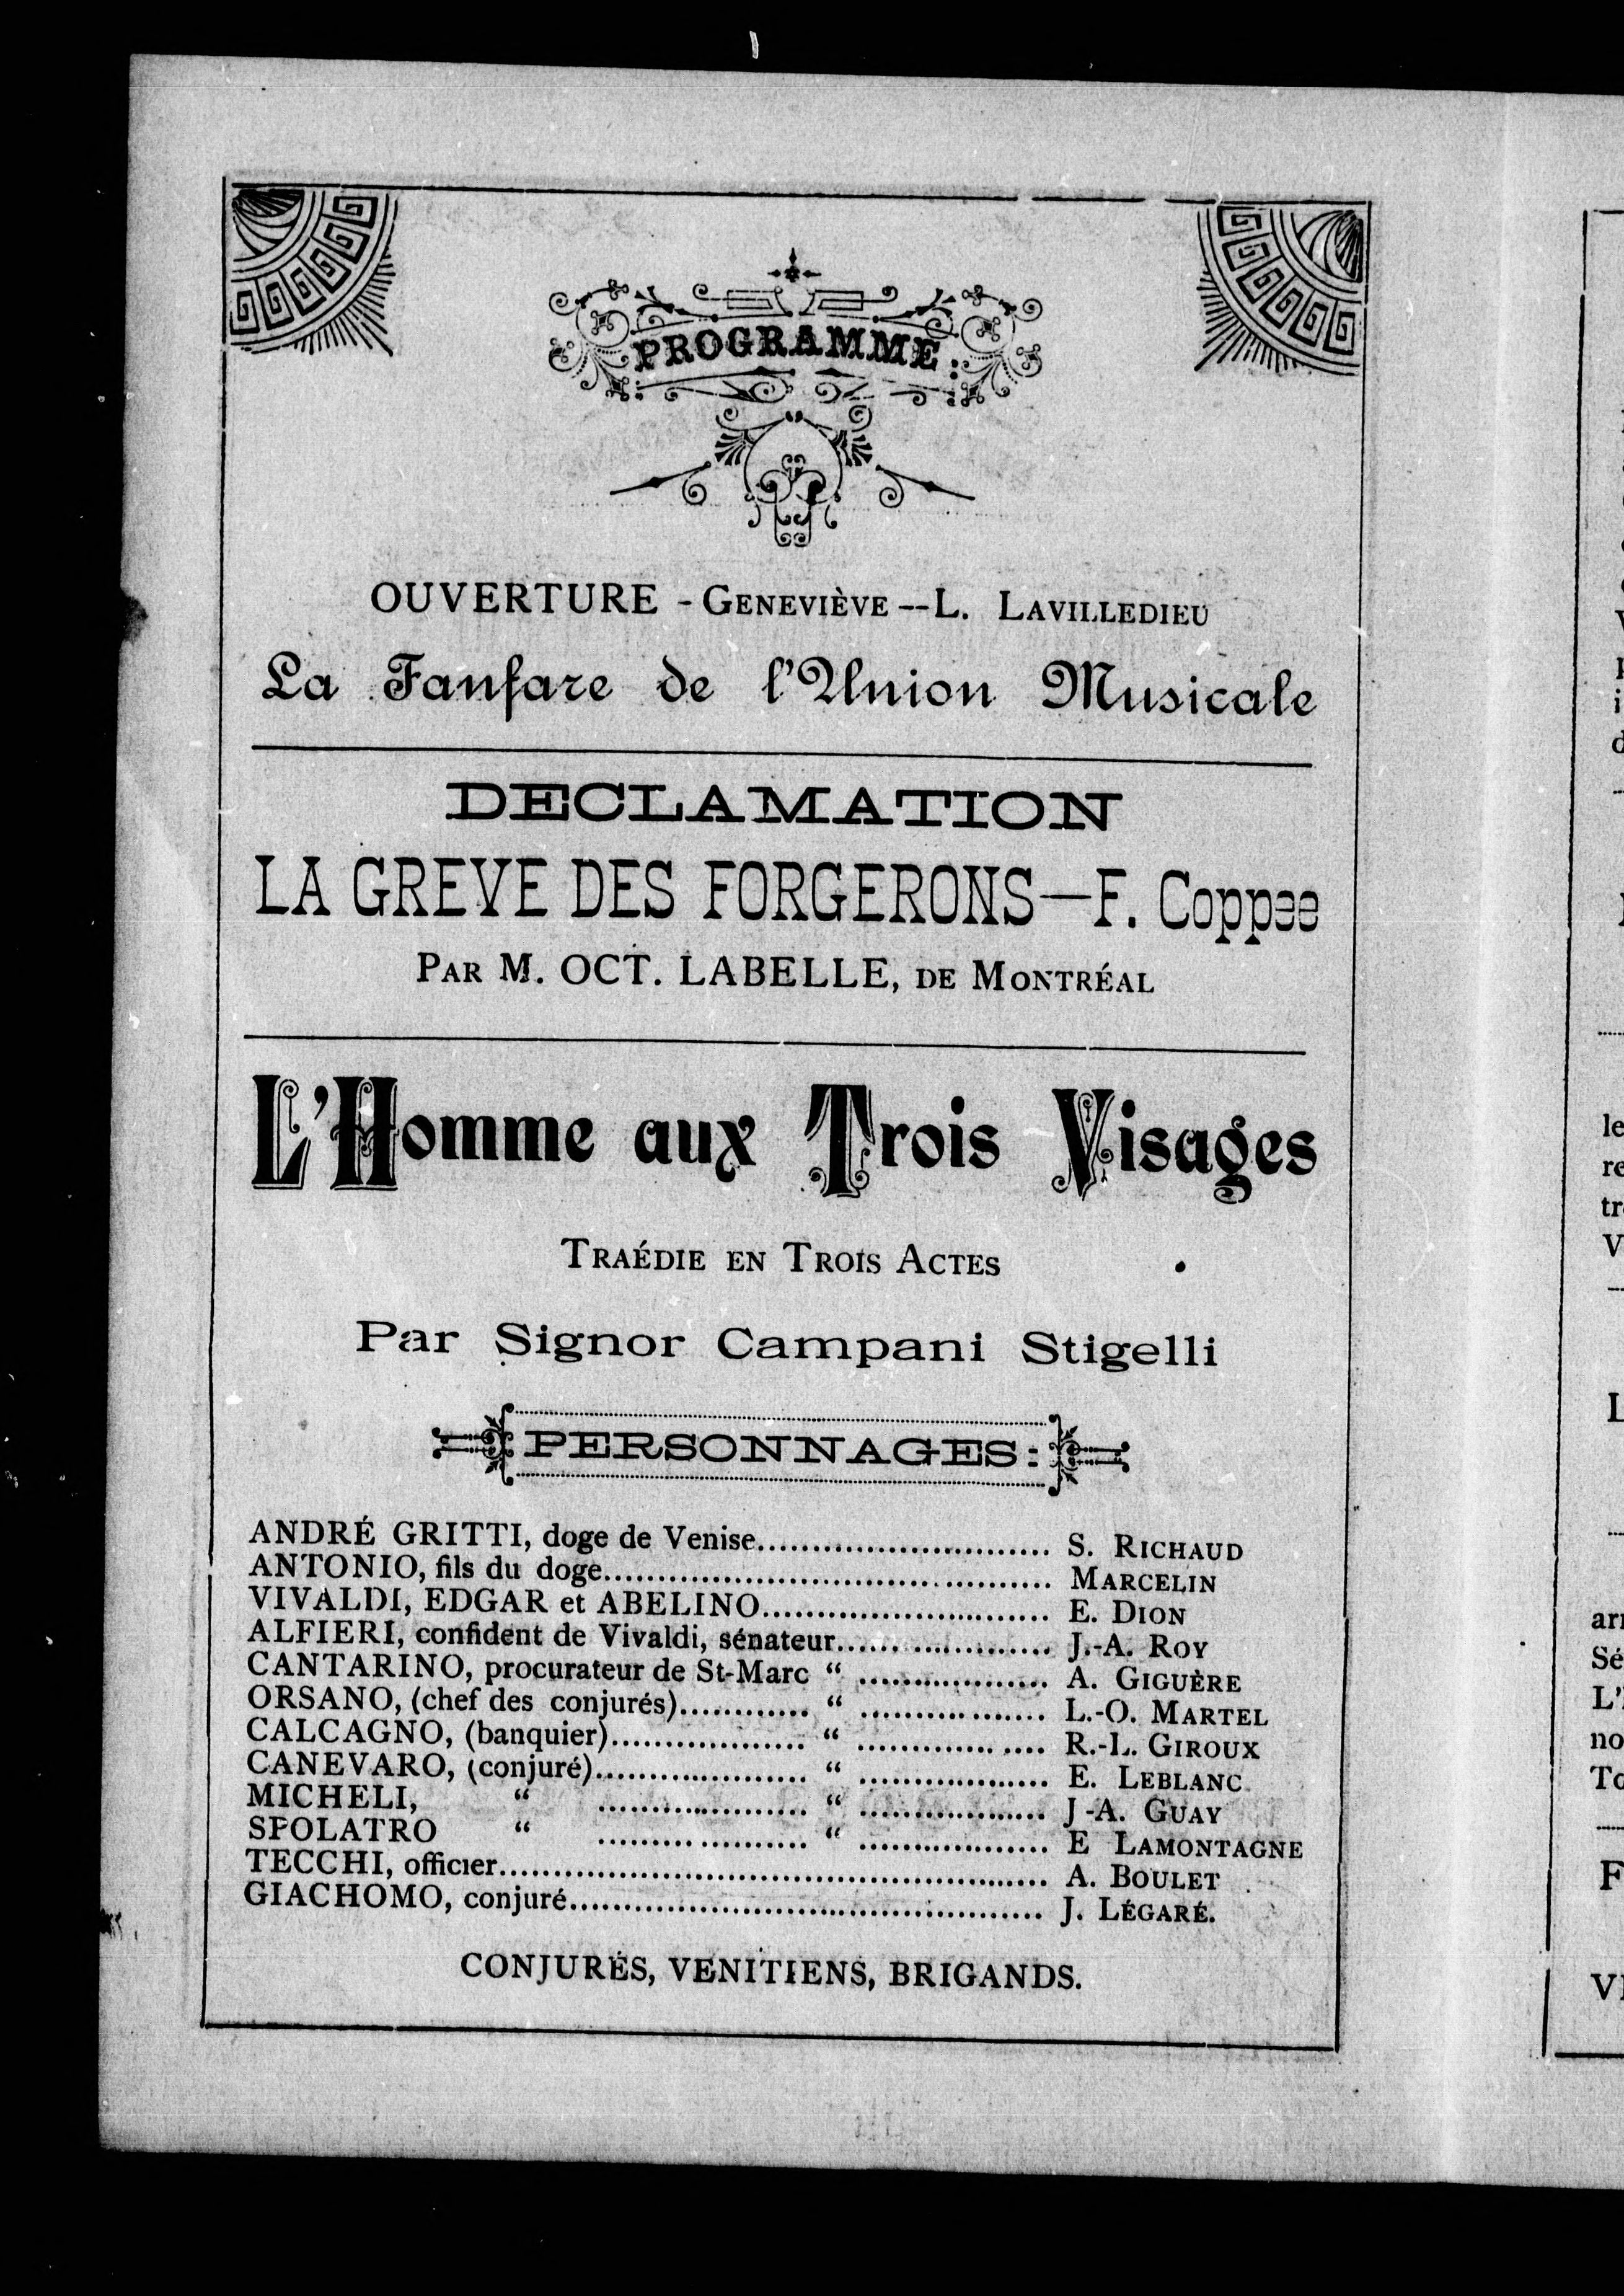 PROGRAMME:
OUVERTURE - GENEVIÈVE -- L. LAVILLEDIEU
La Fanfare de l'Union Musicale
DECLAMATION
LA GREVE DES FORGERONS—F. Coppee
PAR M. OCT. LABELLE, DE MONTRÉAL
L'Homme aux Trois Visages
TRAÉDIE EN TROIS ACTES
Par Signor Campani Stigelli
PERSONNAGES:
ANDRÉ GRITTI, doge de Venise........................... S. RICHAUD
ANTONIO, fils du doge........................................ MARCELIN
VIVALDI, EDGAR et ABELINO.......................... E. DION
ALFIERI, confident de Vivaldi, sénateur................... J.-A. ROY
CANTARINO, procurateur de St-Marc “ ................. A. GIGUÈRE
ORSANO, (chef des conjurés)............ “ ................. L.-O. MARTEL
CALCAGNO, (banquier).................. “ ................. R.-L. GIROUX
CANEVARO, (conjuré)................... “ ................. E. LEBLANC
MICHELI, “ ................... “ ................. J -A. GUAY
SPOLATRO “ ................... “ ................. E LAMONTAGNE
TECCHI, officier.................................................. A. BOULET
GIACHOMO, conjuré........................................... J. LÉGARÉ.
CONJURÉS, VENITIENS, BRIGANDS.